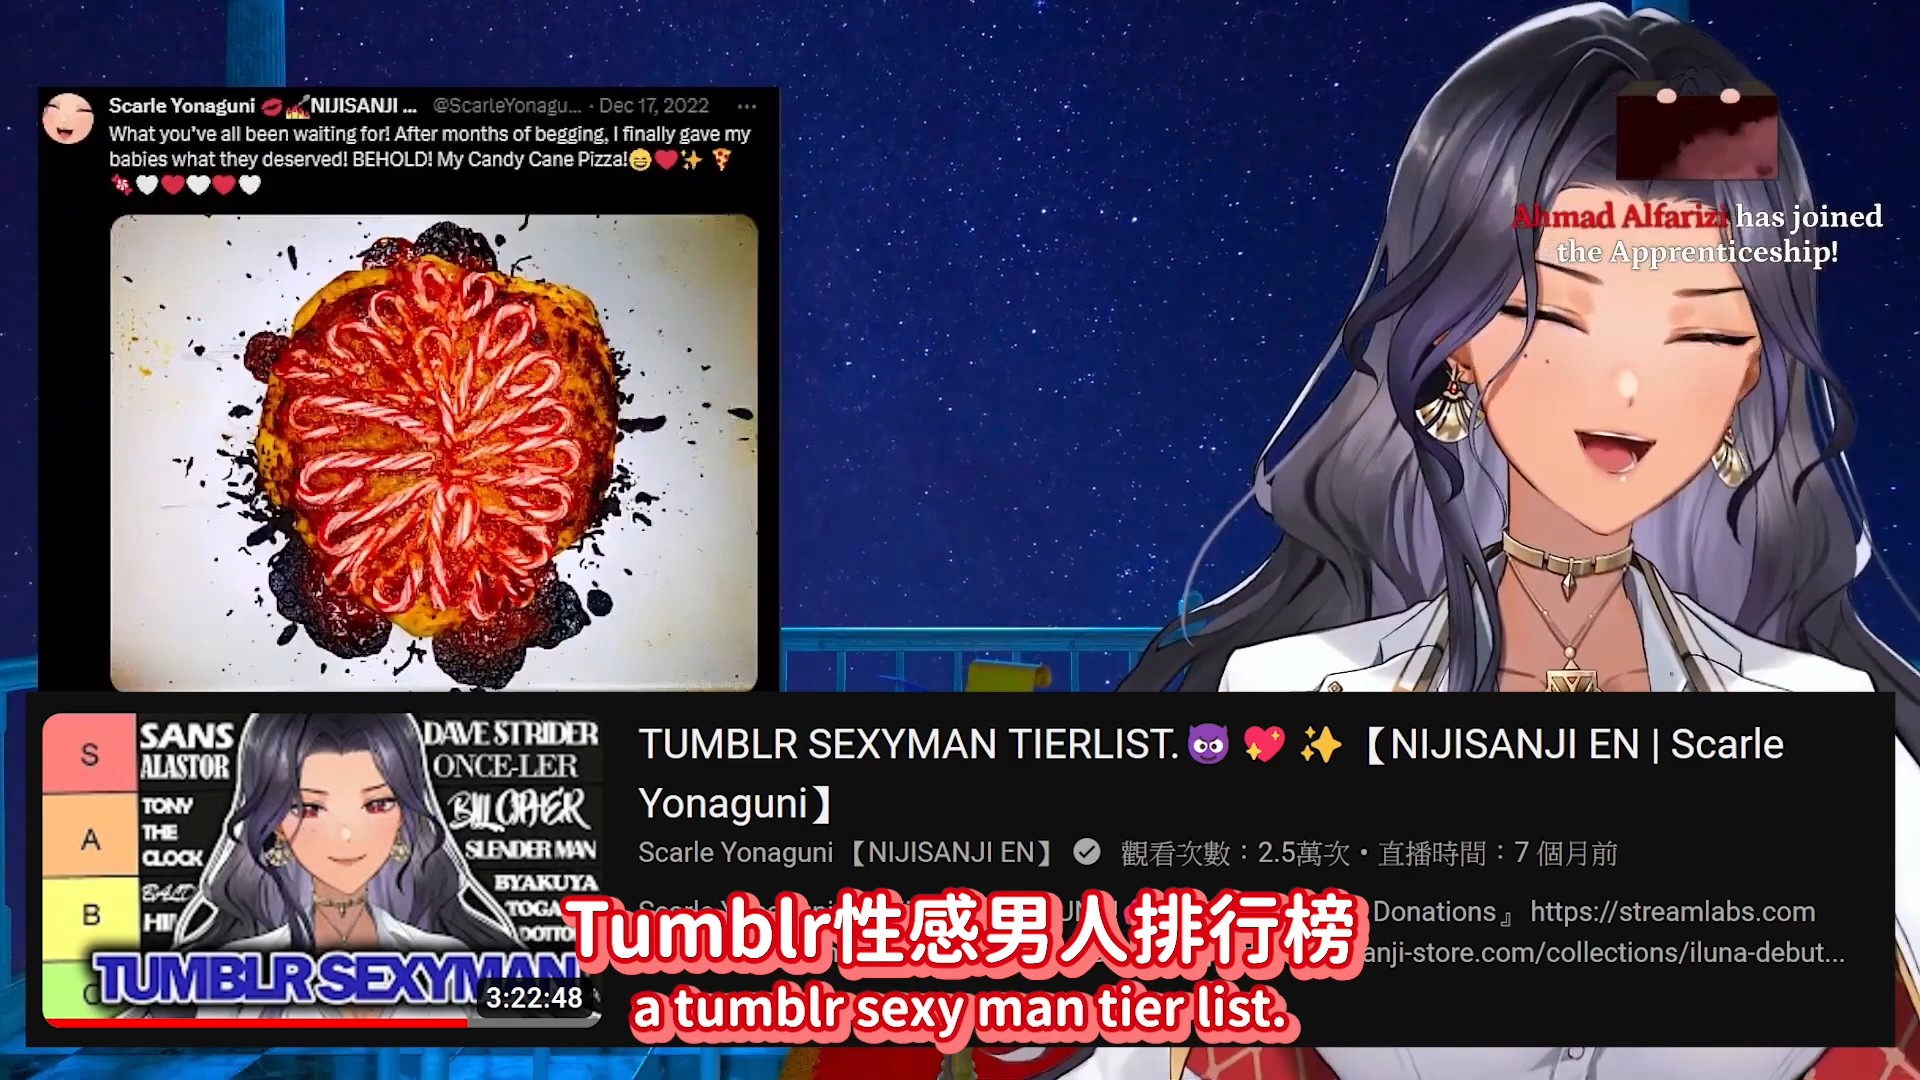 Scarle Yonaguni 💋 NIJISANJI ... @ScarleYonagu... · Dec 17, 2022 ···
What you've all been waiting for! After months of begging, I finally gave my
babies what they deserved! BEHOLD! My Candy Cane Pizza!😄❤️✨ 🍕
🍬🤍❤️🤍❤️🤍
Ahmad Alfarizi has joined
the Apprenticeship!
S
A
B
SANS
ALASTOR
TONY
THE
CLOCK
BALD
DAVE STRIDER
ONCE-LER
BILL CIPHER
SLENDER MAN
BYAKUYA
TOGA
TUMBLR SEXYMAN
3:22:48
TUMBLR SEXYMAN TIERLIST.😈 💖 ✨ 【NIJISANJI EN | Scarle
Yonaguni】
Scarle Yonaguni 【NIJISANJI EN】 觀看次數：2.5萬次・直播時間：7 個月前
Donations 』 https://streamlabs.com
anji-store.com/collections/iluna-debut...
Tumblr性感男人排行榜
a tumblr sexy man tier list.